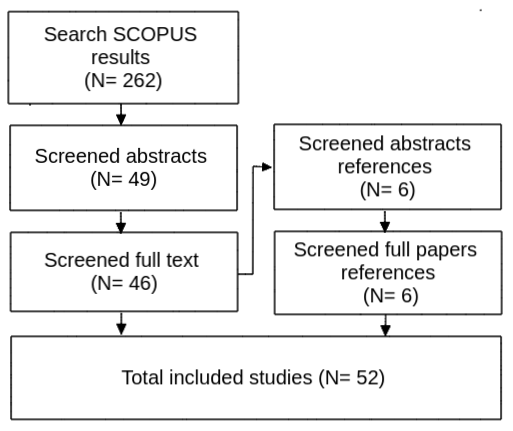 Search SCOPUS
results
(N= 262)
Screened abstracts
(N= 49)
Screened full text
(N= 46)
Screened abstracts
references
(N= 6)
Screened full papers
references
(N= 6)
Total included studies (N= 52)